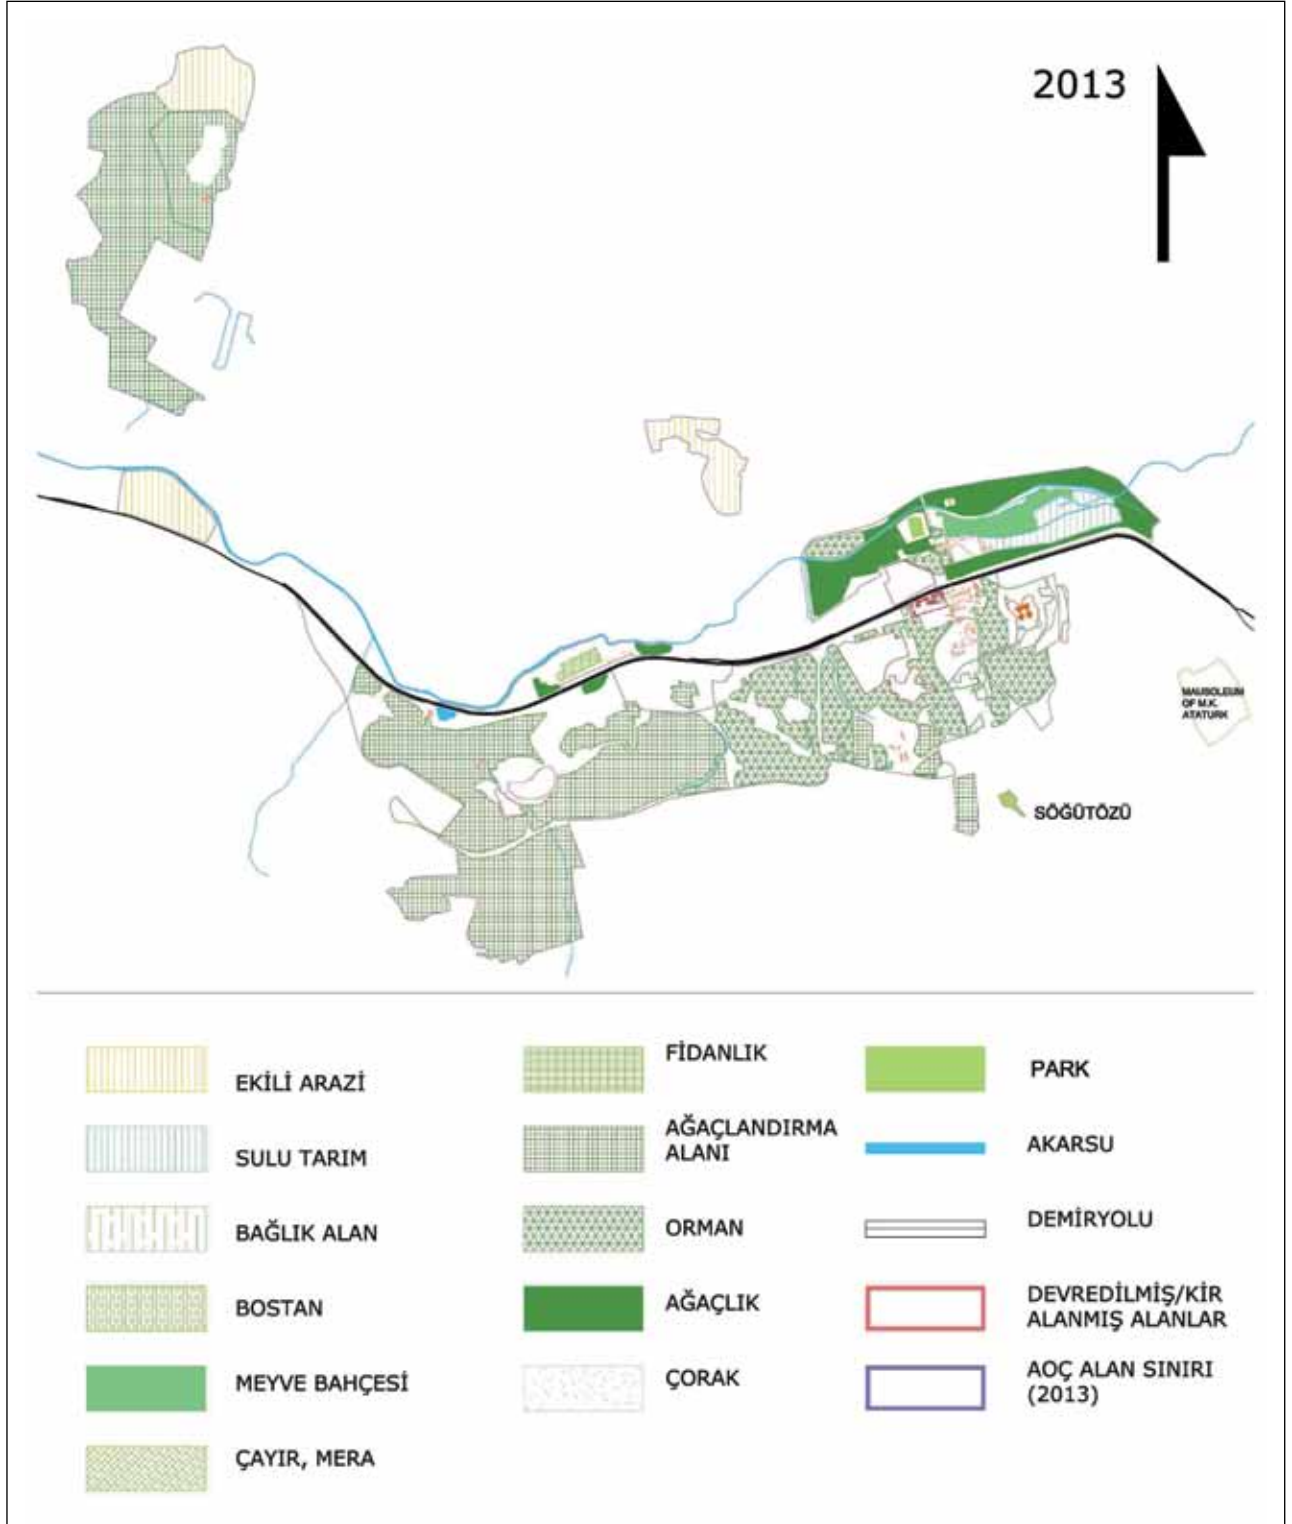 2013
MAUSOLEUM
OF M.K.
ATATURK
SÖĞÜTÖZÜ
EKİLİ ARAZİ
SULU TARIM
BAĞLIK ALAN
BOSTAN
MEYVE BAHÇESİ
ÇAYIR, MERA
FİDANLIK
AĞAÇLANDIRMA
ALANI
ORMAN
AĞAÇLIK
ÇORAK
PARK
AKARSU
DEMİRYOLU
DEVREDİLMİŞ/KİR
ALANMIŞ ALANLAR
AOÇ ALAN SINIRI
(2013)